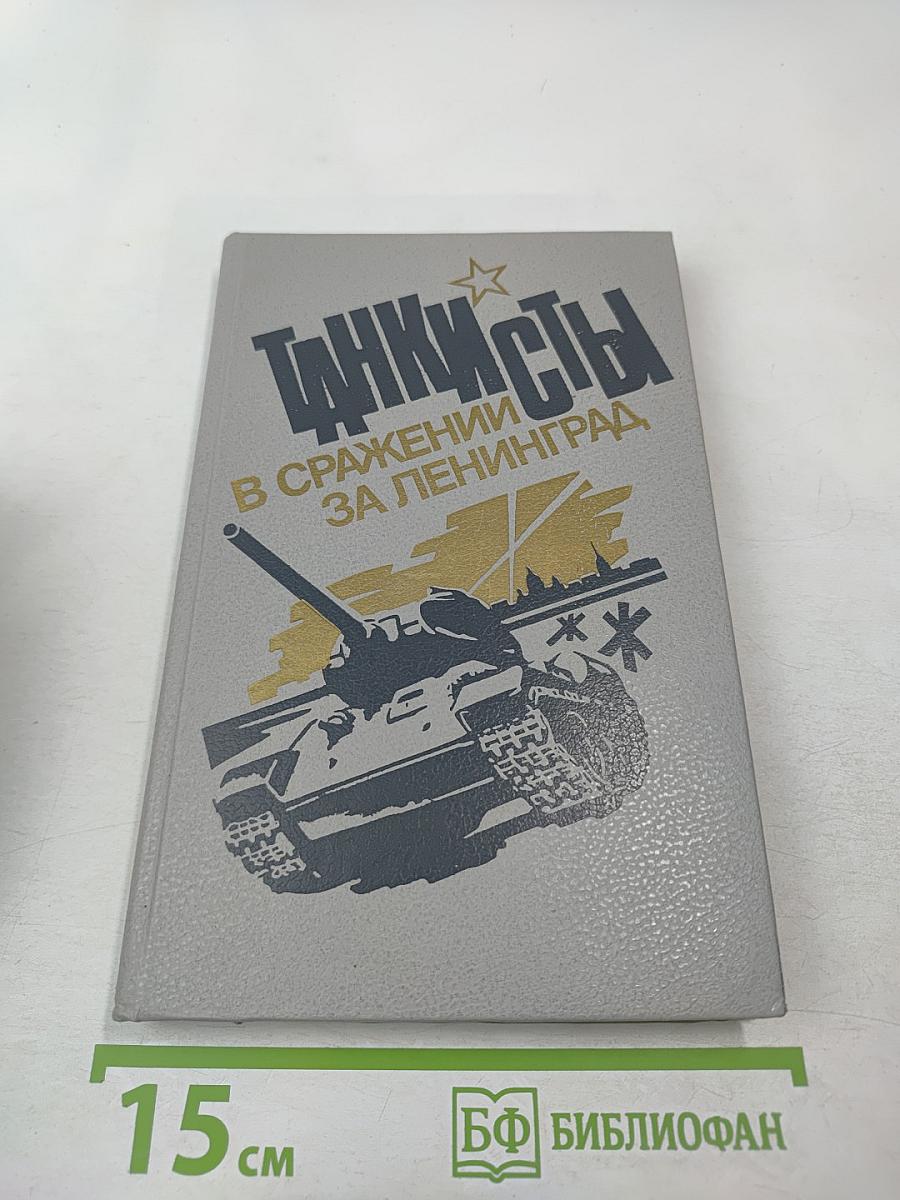 ТАНКИСТЫ
В СРАЖЕНИИ
ЗА ЛЕНИНГРАД
15 см
БФ БИБЛИОФАН